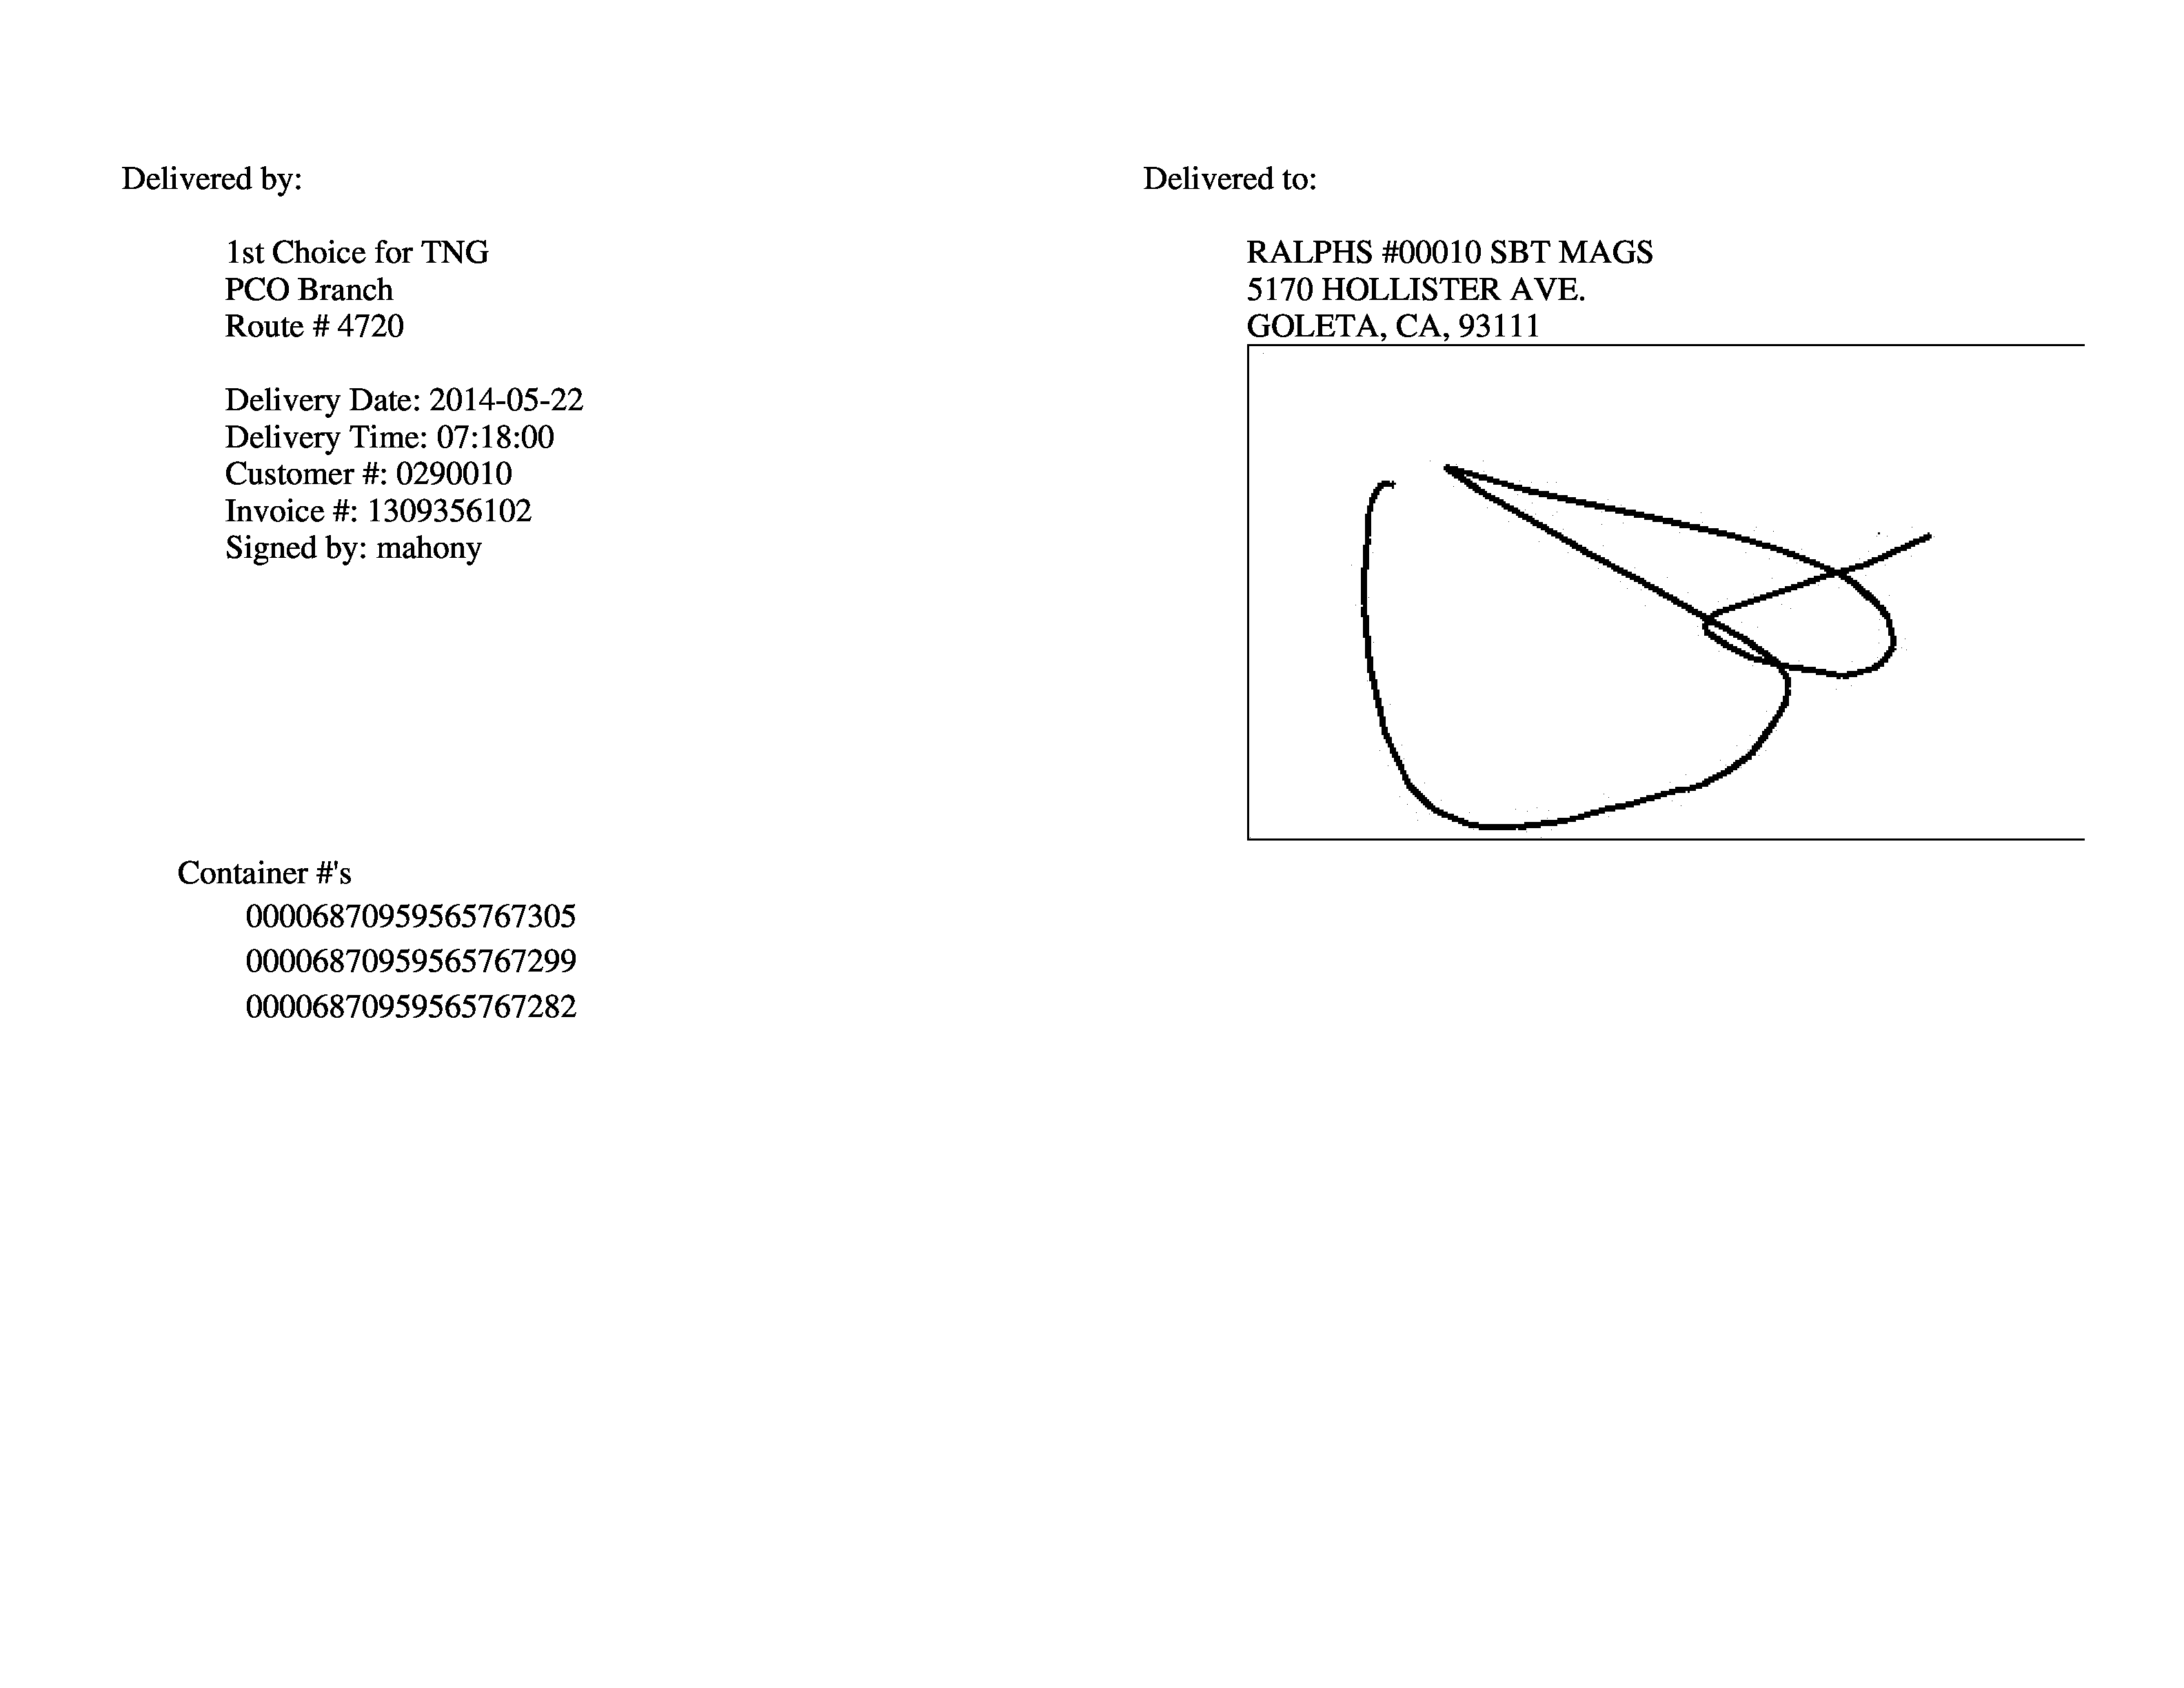 Delivered by:
1st Choice for TNG
PCO Branch
Route # 4720
Delivery Date: 2014-05-22
Delivery Time: 07:18:00
Customer #: 0290010
Invoice #: 1309356102
Signed by: mahony
Delivered to:
RALPHS #00010 SBT MAGS
5170 HOLLISTER AVE.
GOLETA, CA, 93111
Container #'s
00006870959565767305
00006870959565767299
00006870959565767282